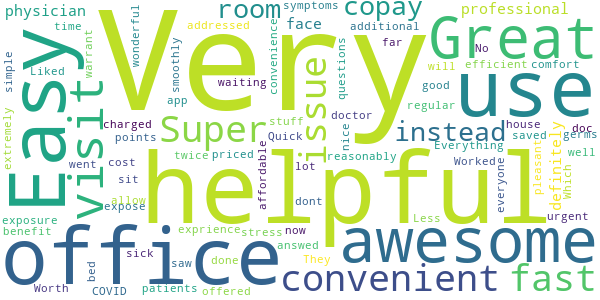 physician
time
simple
Liked
warrant
wonderful
smoothly
addressed
room
symptoms
face
copay
additional
far
professional
No
efficient
Great
comfort
Easy
Very
app
waiting
convenience
issue
questions
will
good
regular
use
visit
charged
points
Super
stuff
Quick
nice
doctor
instead
house
saved
doc
germs
extremely
went
cost
twice
priced
affordable
reasonably
Everything
Worked
everyone
pleasant
definitely
Which
well
sit
expose
allow
helpful
lot
dont
Less
urgent
exposure
benefit
exprience
stress
now
answered
They
office
awesome
sick
saw
done
bed
Worth
COVID
patients
offered
convenient
fast